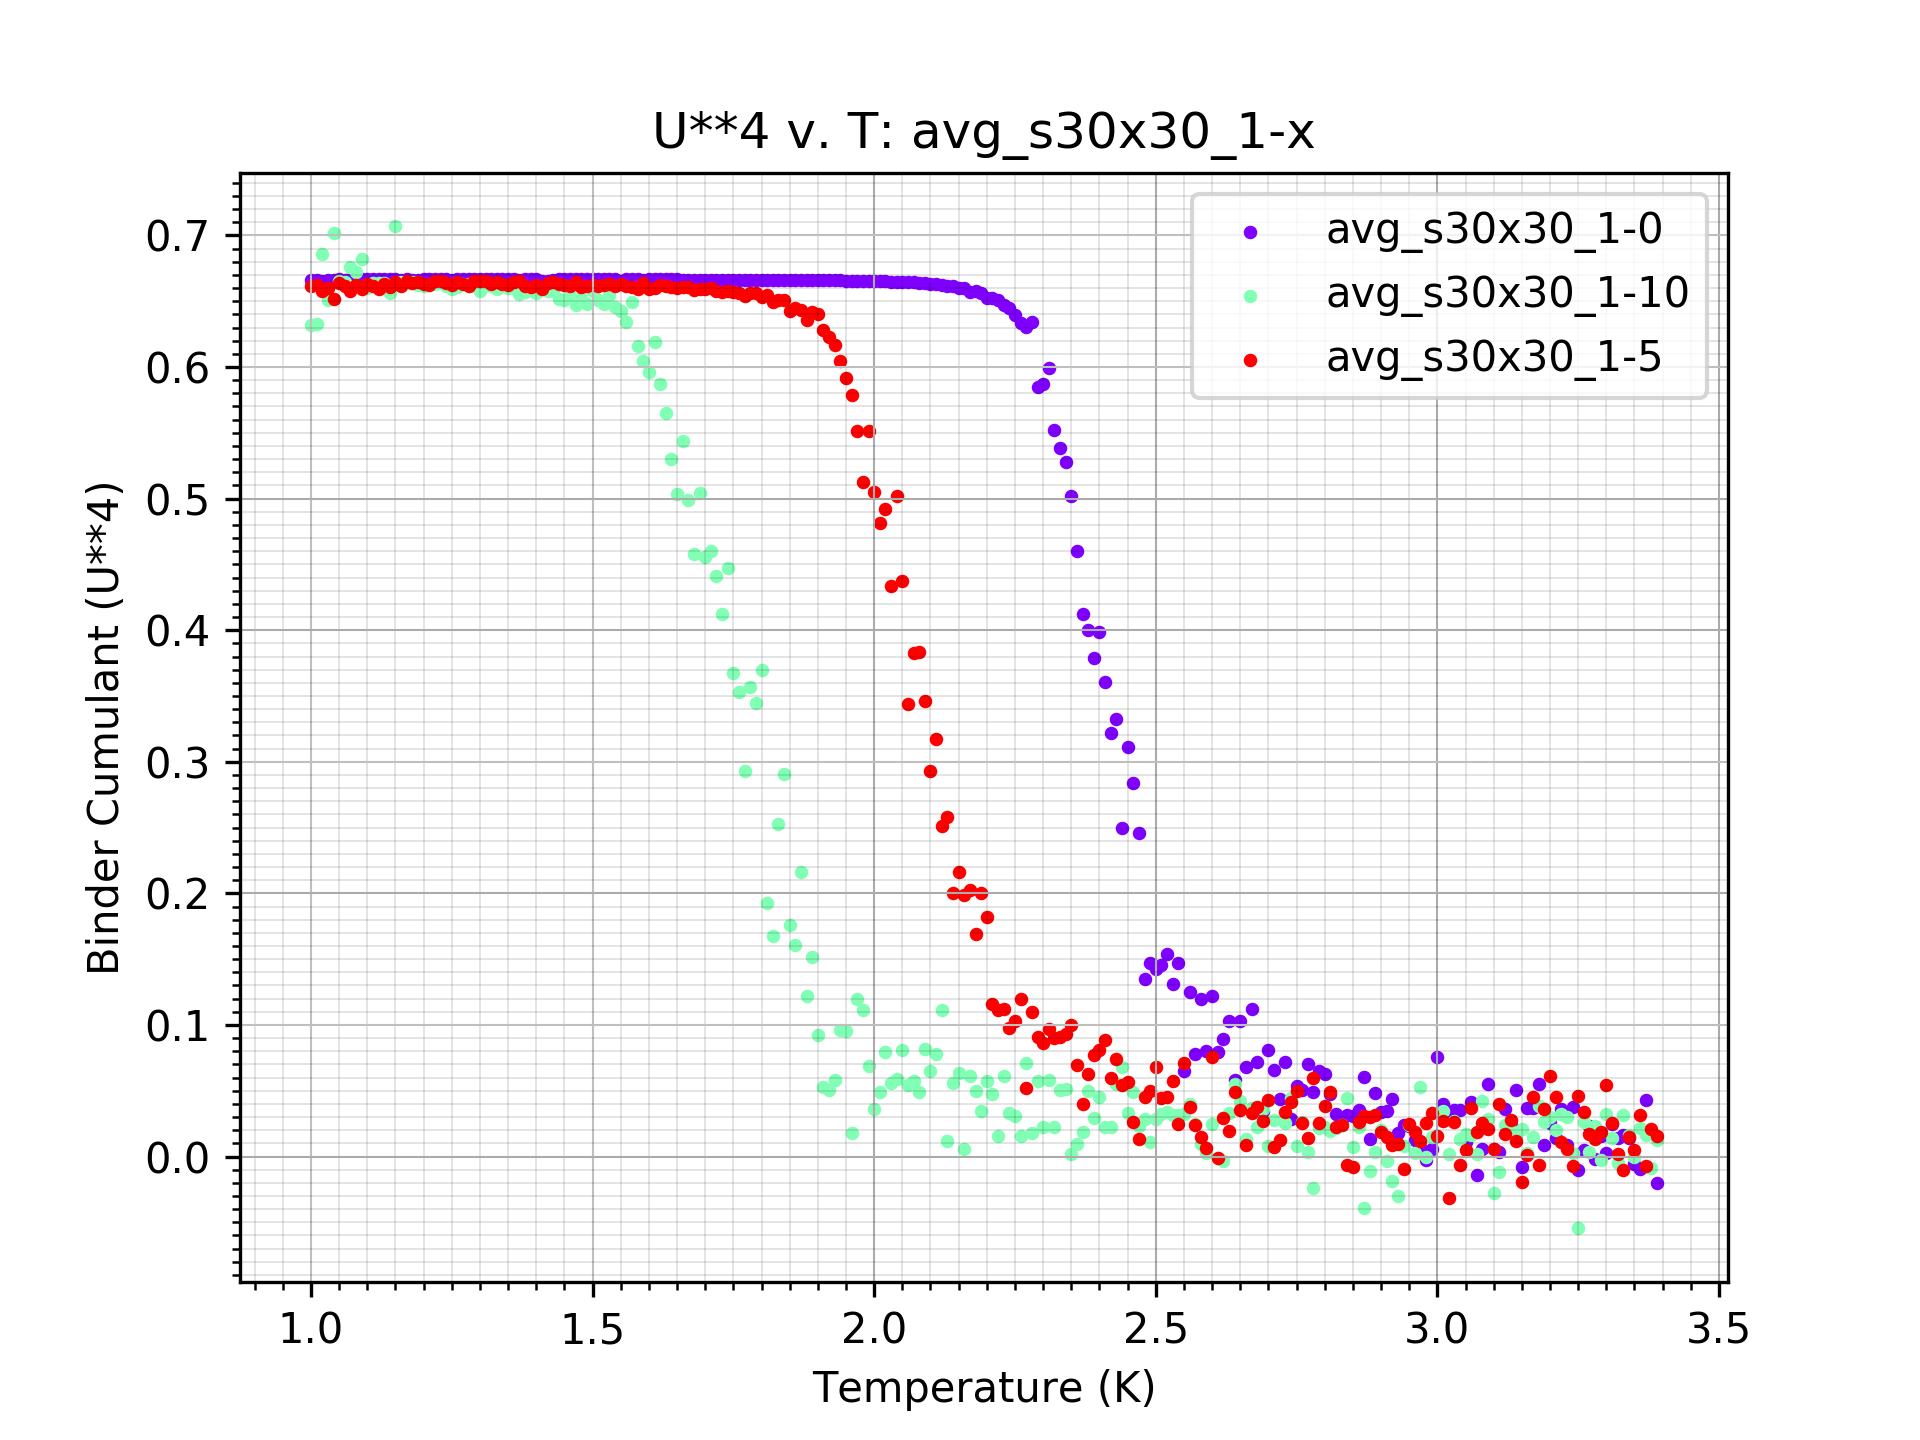 U**4 v. T: avg_s30x30_1-x
avg_s30x30_1-0
avg_s30x30_1-10
avg_s30x30_1-5
Binder Cumulant (U**4)
0.7
0.6
0.5
0.4
0.3
0.2
0.1
0.0
1.0 1.5 2.0 2.5 3.0 3.5
Temperature (K)